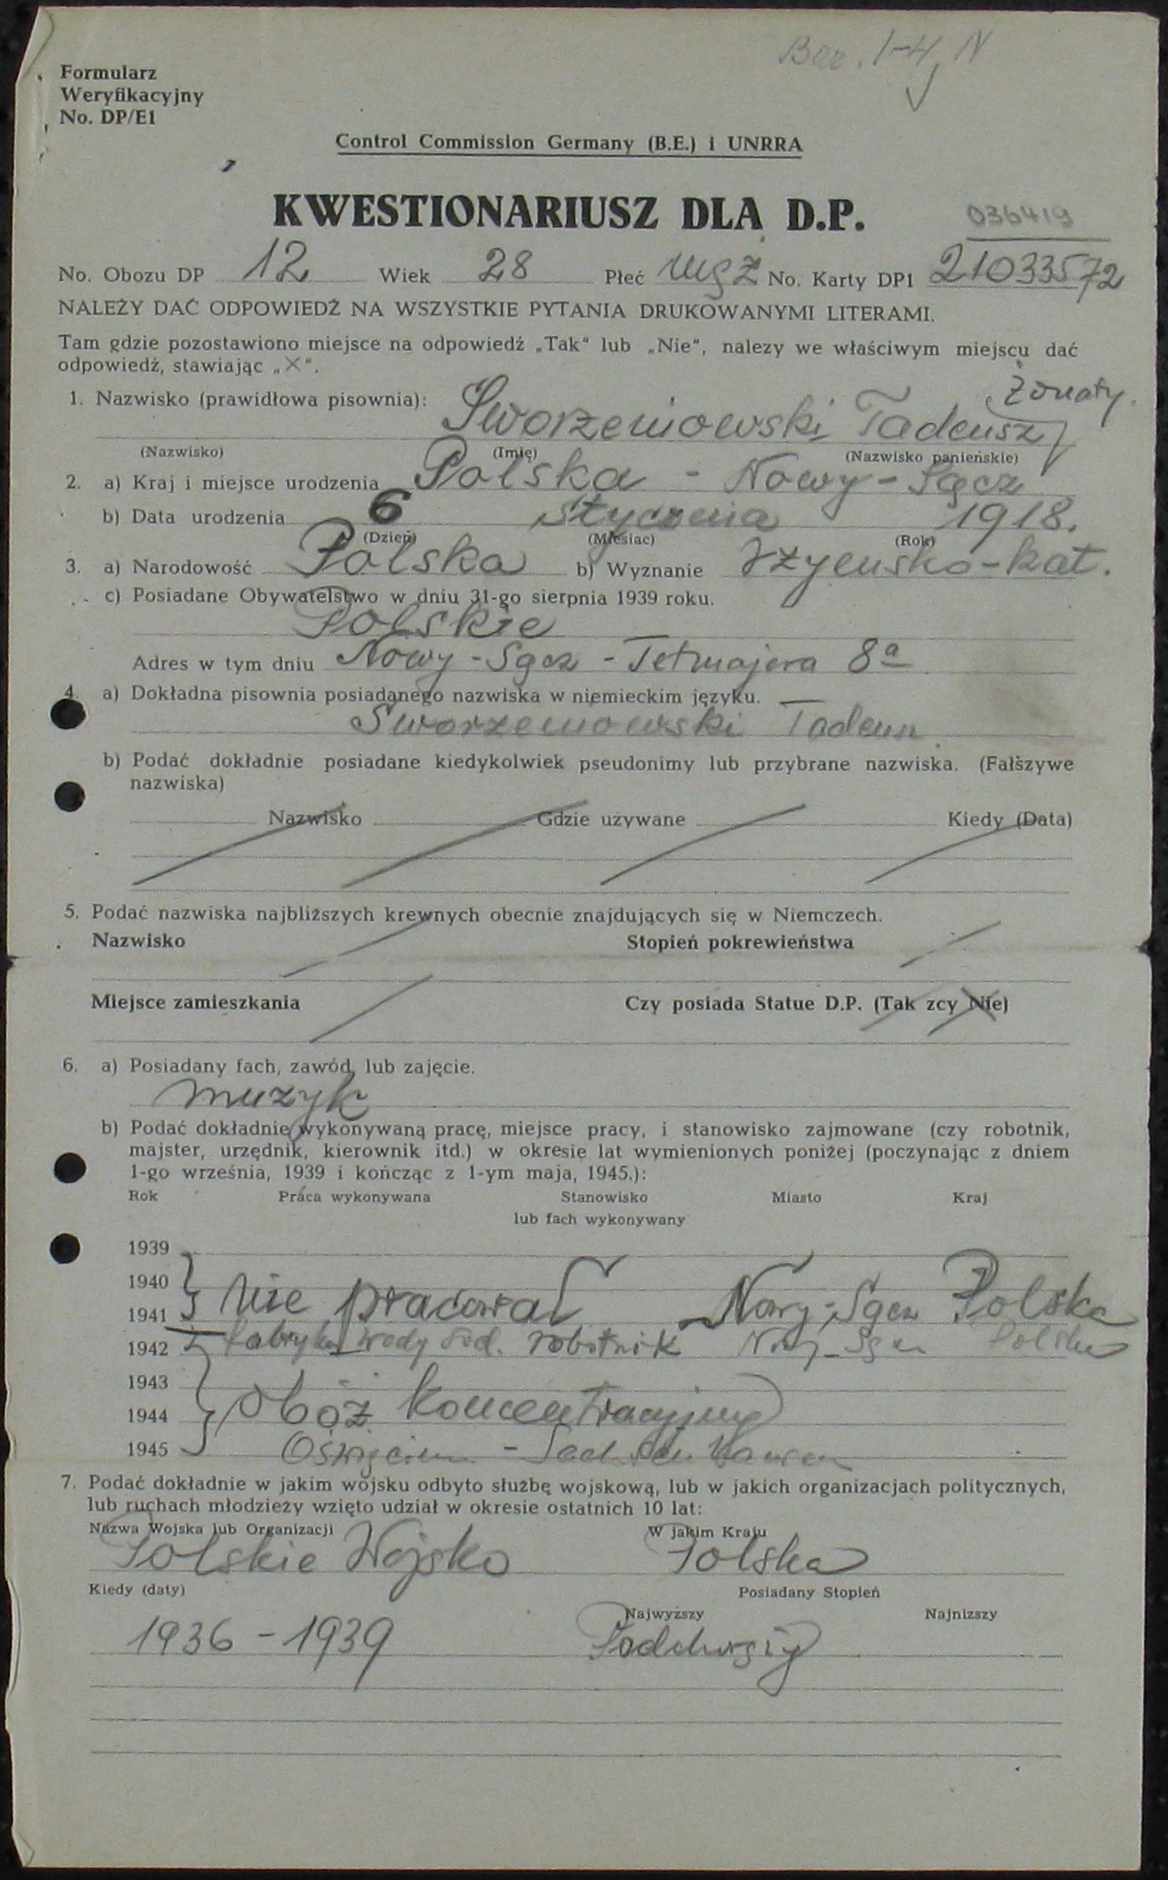 Ber. 1-4 N
Formularz
Weryfikacyjny
No. DP/E1
Control Commission Germany (B.E.) i UNRRA
KWESTIONARIUSZ DLA D.P.
036419
No. Obozu DP 12 Wiek 28 Płeć męż No. Karty DP1 21033572
NALEŻY DAĆ ODPOWIEDŹ NA WSZYSTKIE PYTANIA DRUKOWANYMI LITERAMI.
Tam gdzie pozostawiono miejsce na odpowiedź „Tak“ lub „Nie“, nalezy we właściwym miejscu dać
odpowiedź, stawiając „×“.
żonaty.
1. Nazwisko (prawidłowa pisownia): Sworzeniowski Tadeusz
(Nazwisko) (Imię) (Nazwisko panieńskie)
2. a) Kraj i miejsce urodzenia Polska - Nowy-Sącz
b) Data urodzenia 6 stycznia 1918.
(Dzień) (Miesiac) (Rok)
3. a) Narodowość Polska b) Wyznanie rzymsko-kat.
c) Posiadane Obywatelstwo w dniu 31-go sierpnia 1939 roku.
Polskie
Adres w tym dniu Nowy-Sącz - Tetmajera 8a
4. a) Dokładna pisownia posiadanego nazwiska w niemieckim języku.
Sworzeniowski Tadeusz
b) Podać dokładnie posiadane kiedykolwiek pseudonimy lub przybrane nazwiska. (Fałszywe
nazwiska)
Nazwisko Gdzie używane Kiedy (Data)
5. Podać nazwiska najbliższych krewnych obecnie znajdujących się w Niemczech.
Nazwisko Stopień pokrewieństwa
Miejsce zamieszkania Czy posiada Statue D.P. (Tak zcy Nie)
6. a) Posiadany fach, zawód, lub zajęcie.
muzyk
b) Podać dokładnie wykonywaną pracę, miejsce pracy, i stanowisko zajmowane (czy robotnik,
majster, urzędnik, kierownik itd.) w okresię lat wymienionych poniżej (poczynając z dniem
1-go września, 1939 i kończąc z 1-ym maja, 1945.):
Rok Praca wykonywana Stanowisko Miasto Kraj
lub fach wykonywany
1939
1940
nie pracował Nowy-Sącz Polska
1941
fabryka wody sod. robotnik Nowy-Sącz Polska
1942
1943
1944 obóz koncentracyjny
1945 Oświęcim - Sachsenhausen
7. Podać dokładnie w jakim wojsku odbyto służbę wojskową, lub w jakich organizacjach politycznych,
lub ruchach młodzieży wzięto udział w okresie ostatnich 10 lat:
Nazwa Wojska lub Organizacji W jakim Kraju
Polskie Wojsko Polska
Kiedy (daty) Posiadany Stopień
Najwyższy Najnizszy
1936 - 1939 Podchorąży